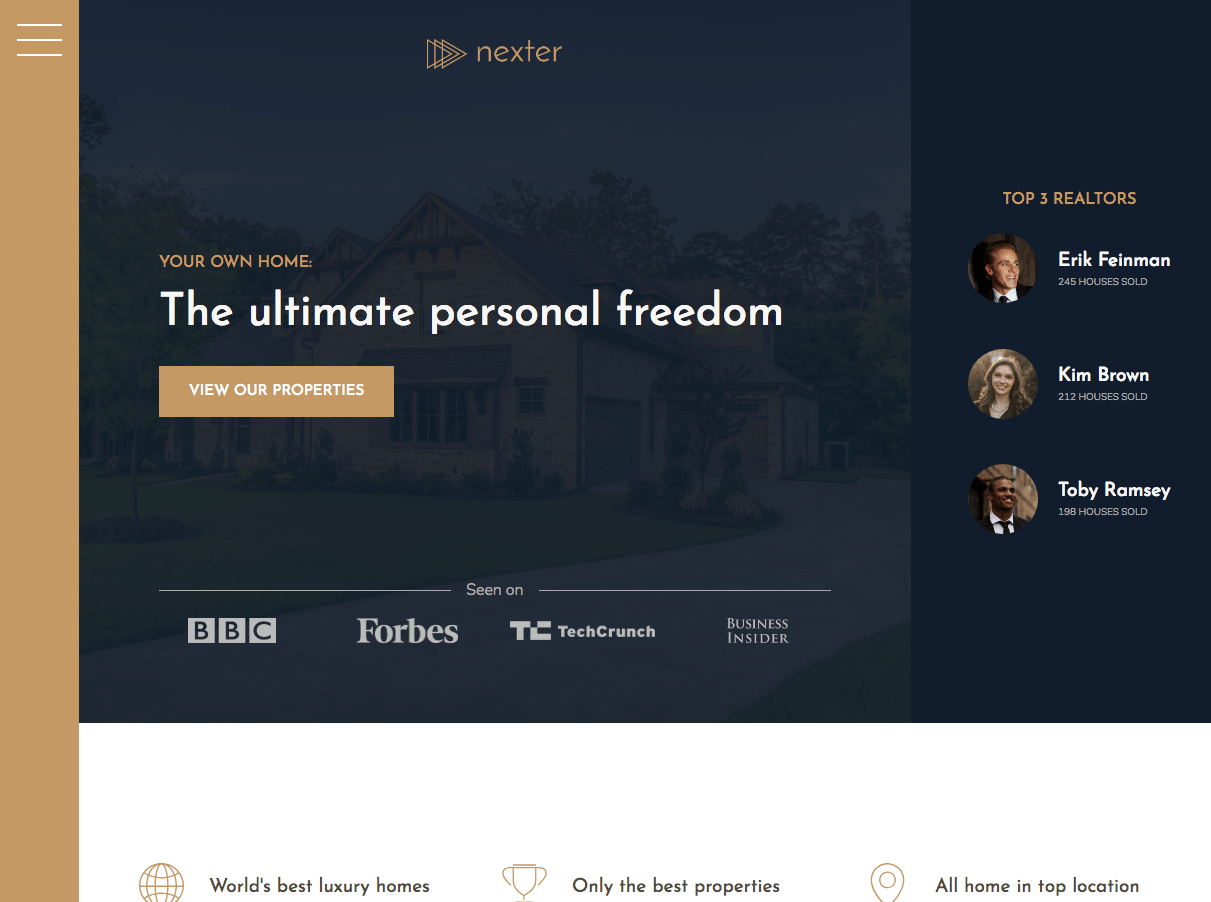 nexter
YOUR OWN HOME:
The ultimate personal freedom
VIEW OUR PROPERTIES
Seen on
BBC
Forbes
TC TechCrunch
BUSINESS
INSIDER
TOP 3 REALTORS
Erik Feinman
245 HOUSES SOLD
Kim Brown
212 HOUSES SOLD
Toby Ramsey
198 HOUSES SOLD
World's best luxury homes
Only the best properties
All home in top location